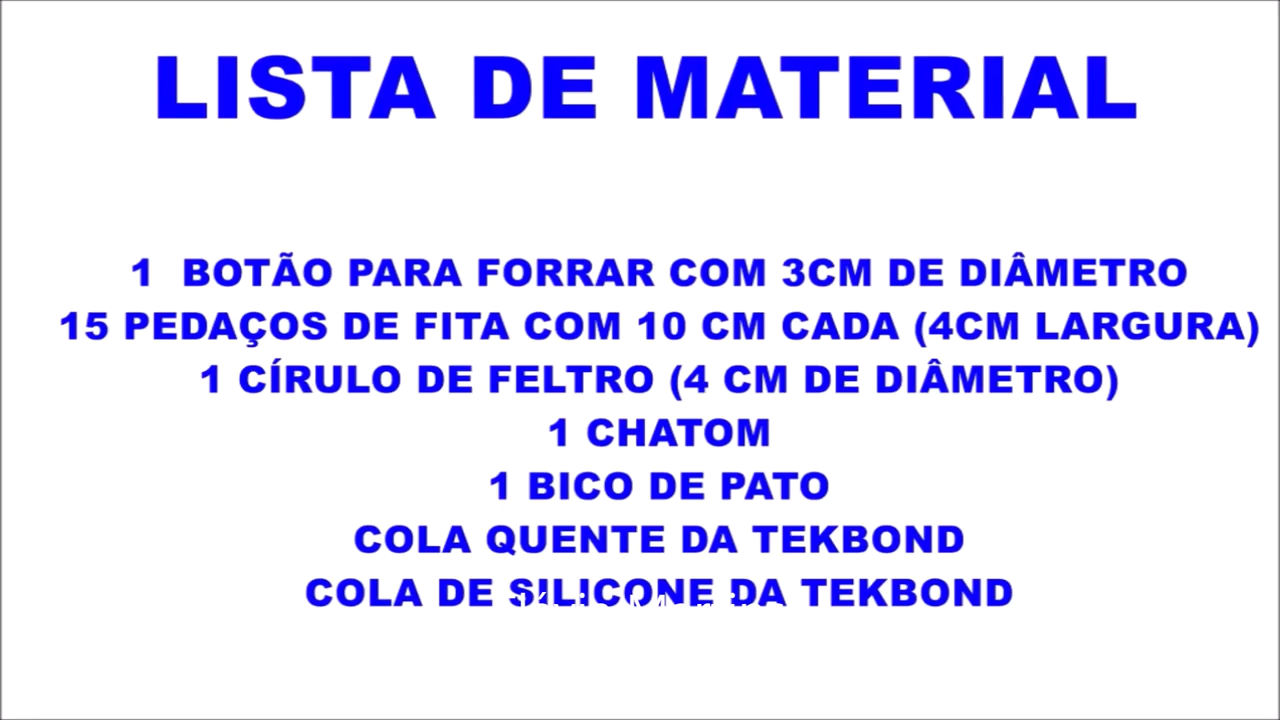 LISTA DE MATERIAL
1 BOTÃO PARA FORRAR COM 3CM DE DIÂMETRO
15 PEDAÇOS DE FITA COM 10 CM CADA (4CM LARGURA)
1 CÍRULO DE FELTRO (4 CM DE DIÂMETRO)
1 CHATOM
1 BICO DE PATO
COLA QUENTE DA TEKBOND
COLA DE SILICONE DA TEKBOND